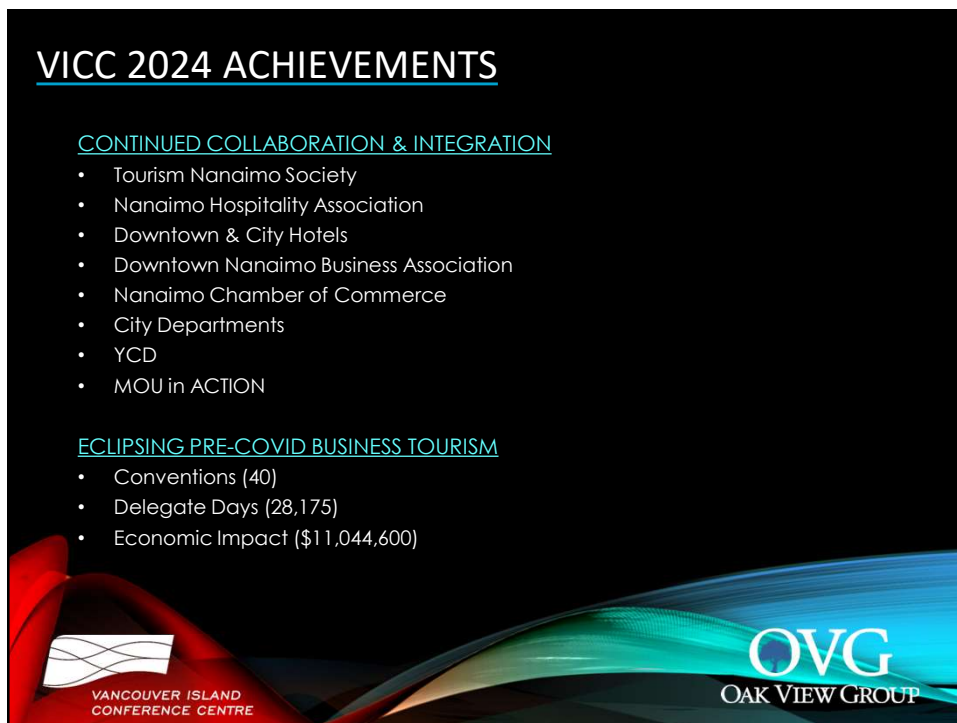 VICC 2024 ACHIEVEMENTS
CONTINUED COLLABORATION & INTEGRATION
• Tourism Nanaimo Society
• Nanaimo Hospitality Association
• Downtown & City Hotels
• Downtown Nanaimo Business Association
• Nanaimo Chamber of Commerce
• City Departments
• YCD
• MOU in ACTION
ECLIPSING PRE-COVID BUSINESS TOURISM
• Conventions (40)
• Delegate Days (28,175)
• Economic Impact ($11,044,600)
VANCOUVER ISLAND
CONFERENCE CENTRE
OVG
OAK VIEW GROUP